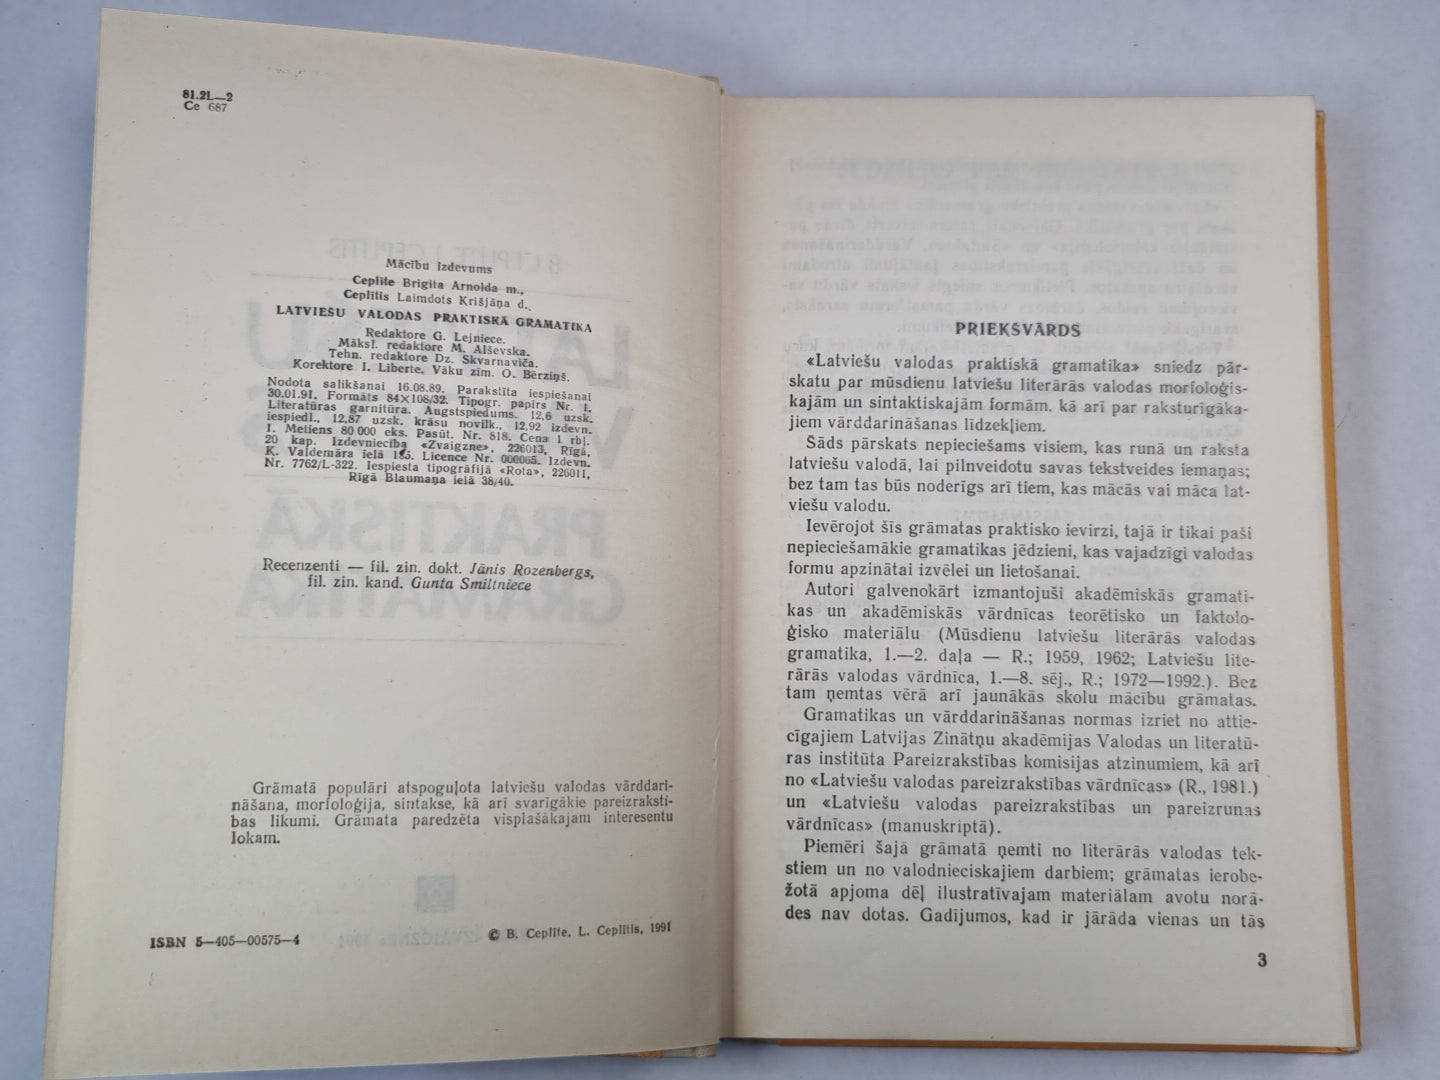 81.2L—2
Ce 687
Mācību izdevums
Ceplīte Brigita Arnolda m.,
Ceplītis Laimdots Krišjāņa d.,
LATVIEŠU VALODAS PRAKTISKĀ GRAMATIKA
Redaktore G. Lejniece.
Māksl. redaktore M. Alševska.
Tehn. redaktore Dz. Skvarnaviča.
Korektore I. Liberte. Vāku zīm. O. Bērziņš.
Nodota salikšanai 16.08.89. Parakstīta iespiešanai
30.01.91. Formāts 84×108/32. Tipogr. papīrs Nr. 1.
Literatūras garnitūra. Augstspiedums. 12,6 uzsk.
iespiedl., 12,87 uzsk. krāsu novilk., 12,92 izdevn.
l. Metiens 80 000 eks. Pasūt. Nr. 818. Cena 1 rbļ.
20 kap. Izdevniecība «Zvaigzne», 226013, Rīgā,
K. Valdemāra ielā 105. Licence Nr. 000065. Izdevn.
Nr. 7762/L-322. Iespiesta tipogrāfijā «Rota», 226011,
Rīgā Blaumaņa ielā 38/40.
Recenzenti — fil. zin. dokt. Jānis Rozenbergs,
fil. zin. kand. Gunta Smiltniece
Grāmatā populāri atspoguļota latviešu valodas vārddari-
nāšana, morfoloģija, sintakse, kā arī svarīgākie pareizraksti-
bas likumi. Grāmata paredzēta visplašākajam interesentu
lokam.
ISBN 5—405—00575—4
© B. Ceplīte, L. Ceplītis, 1991
PRIEKŠVĀRDS
«Latviešu valodas praktiskā gramatika» sniedz pār-
skatu par mūsdienu latviešu literārās valodas morfoloģis-
kajām un sintaktiskajām formām, kā arī par raksturīgāka-
jiem vārddarināšanas līdzekļiem.
Šāds pārskats nepieciešams visiem, kas runā un raksta
latviešu valodā, lai pilnveidotu savas tekstveides iemaņas;
bez tam tas būs noderīgs arī tiem, kas mācās vai māca lat-
viešu valodu.
Ievērojot šīs grāmatas praktisko ievirzi, tajā ir tikai paši
nepieciešamākie gramatikas jēdzieni, kas vajadzīgi valodas
formu apzinātai izvēlei un lietošanai.
Autori galvenokārt izmantojuši akadēmiskās gramati-
kas un akadēmiskās vārdnīcas teorētisko un faktolo-
ģisko materiālu (Mūsdienu latviešu literārās valodas
gramatika, 1.—2. daļa — R.; 1959, 1962; Latviešu lite-
rārās valodas vārdnīca, 1.—8. sēj., R.; 1972—1992.). Bez
tam ņemtas vērā arī jaunākās skolu mācību grāmatas.
Gramatikas un vārddarināšanas normas izriet no attie-
cīgajiem Latvijas Zinātņu akadēmijas Valodas un literatū-
ras institūta Pareizrakstības komisijas atzinumiem, kā arī
no «Latviešu valodas pareizrakstības vārdnīcas» (R., 1981.)
un «Latviešu valodas pareizrakstības un pareizrunas
vārdnīcas» (manuskriptā).
Piemēri šajā grāmatā ņemti no literārās valodas tek-
stiem un no valodnieciskajiem darbiem; grāmatas ierobe-
žotā apjoma dēļ ilustratīvajam materiālam avotu norā-
des nav dotas. Gadījumos, kad ir jārāda vienas un tās
3